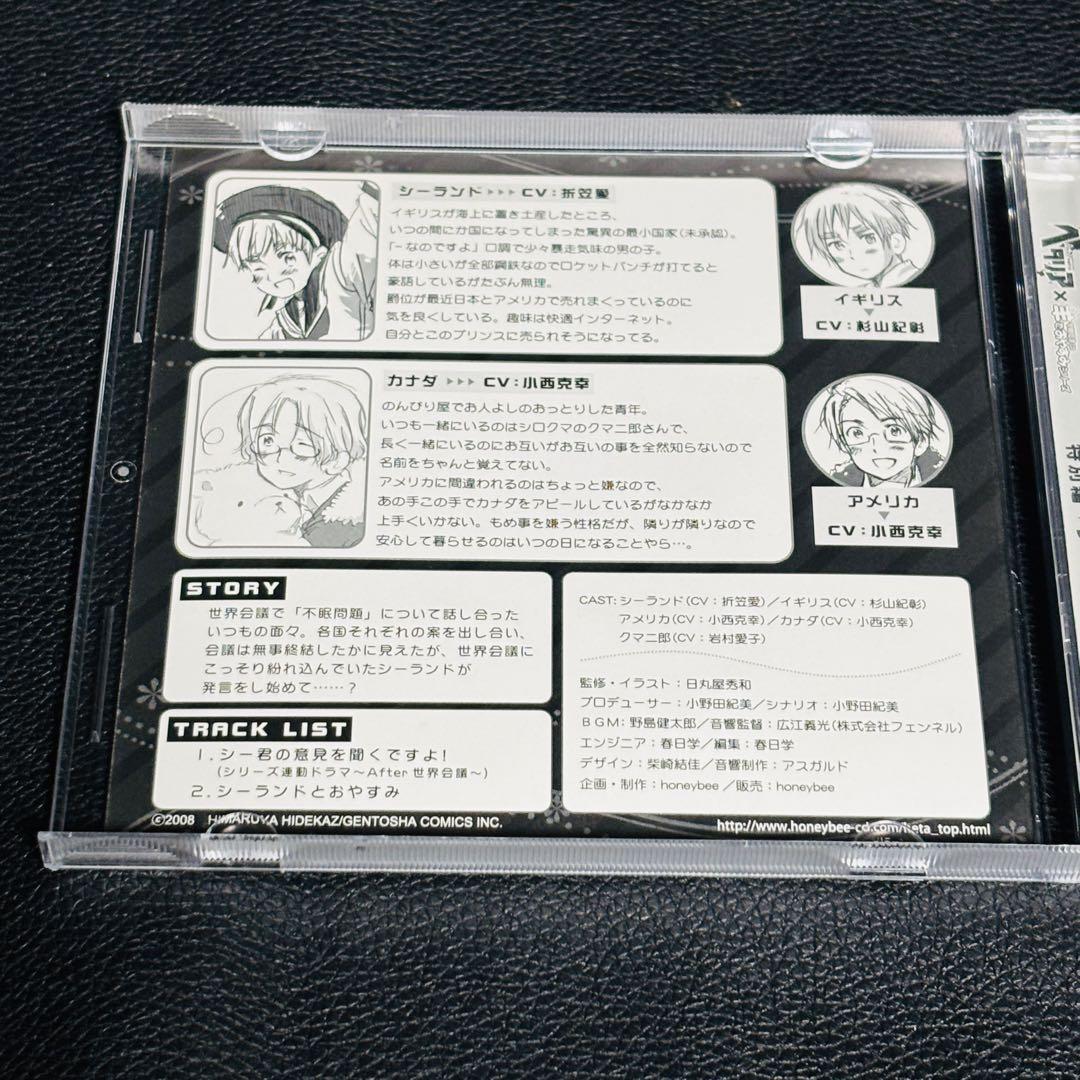 シーランド▸▸▸CV：折笠愛
イギリスが海上に置き土産したところ、
いつの間にか国になってしまった驚異の最小国家（未承認）。
「～なのですよ」口調で少々暴走気味の男の子。
体は小さいが全部鋼鉄なのでロケットパンチが打てると
豪語しているがたぶん無理。
爵位が最近日本とアメリカで売れまくっているのに
気を良くしている。趣味は快適インターネット。
自分とこのプリンスに売られそうになってる。
イギリス
CV：杉山紀彰
カナダ▸▸▸CV：小西克幸
のんびり屋でお人よしのおっとりした青年。
いつも一緒にいるのはシロクマのクマ二郎さんで、
長く一緒にいるのにお互いがお互いの事を全然知らないので
名前をちゃんと覚えてない。
アメリカに間違われるのはちょっと嫌なので、
あの手この手でカナダをアピールしているがなかなか
上手くいかない。もめ事を嫌う性格だが、隣りが隣りなので
安心して暮らせるのはいつの日になることやら…。
アメリカ
CV：小西克幸
STORY
世界会議で「不眠問題」について話し合った
いつもの面々。各国それぞれの案を出し合い、
会議は無事終結したかに見えたが、世界会議に
こっそり紛れ込んでいたシーランドが
発言をし始めて……？
TRACK LIST
1．シー君の意見を聞くですよ！
（シリーズ連動ドラマ～After 世界会議～）
2．シーランドとおやすみ
CAST：シーランド（CV：折笠愛）／イギリス（CV：杉山紀彰）
アメリカ（CV：小西克幸）／カナダ（CV：小西克幸）
クマ二郎（CV：岩村愛子）
監修・イラスト：日丸屋秀和
プロデューサー：小野田紀美／シナリオ：小野田紀美
ＢＧＭ：野島健太郎／音響監督：広江義光（株式会社フェンネル）
エンジニア：春日学／編集：春日学
デザイン：柴崎結佳／音響制作：アスガルド
企画・制作：honeybee／販売：honeybee
©2008 HIMARUYA HIDEKAZ/GENTOSHA COMICS INC.
http://www.honeybee-cd.com/heta_top.html